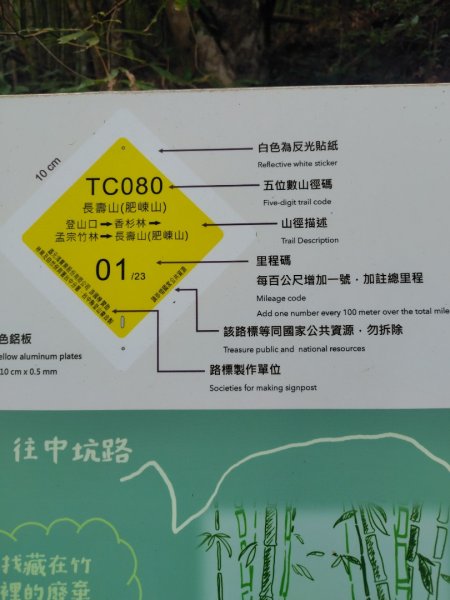 10 cm
TC080
長壽山(肥崠山)
登山口➡香杉林➡
孟宗竹林➡長壽山(肥崠山)
01/23
白色為反光貼紙
Reflective white sticker
五位數山徑碼
Five-digit trail code
山徑描述
Trail Description
里程碼
每百公尺增加一號，加註總里程
Mileage code
Add one number every 100 meter over the total mile
該路標等同國家公共資源，勿拆除
Treasure public and national resources
路標製作單位
Societies for making signpost
色鋁板
ellow aluminum plates
10 cm x 0.5 mm
往中坑路
找藏在竹
裡的廢棄